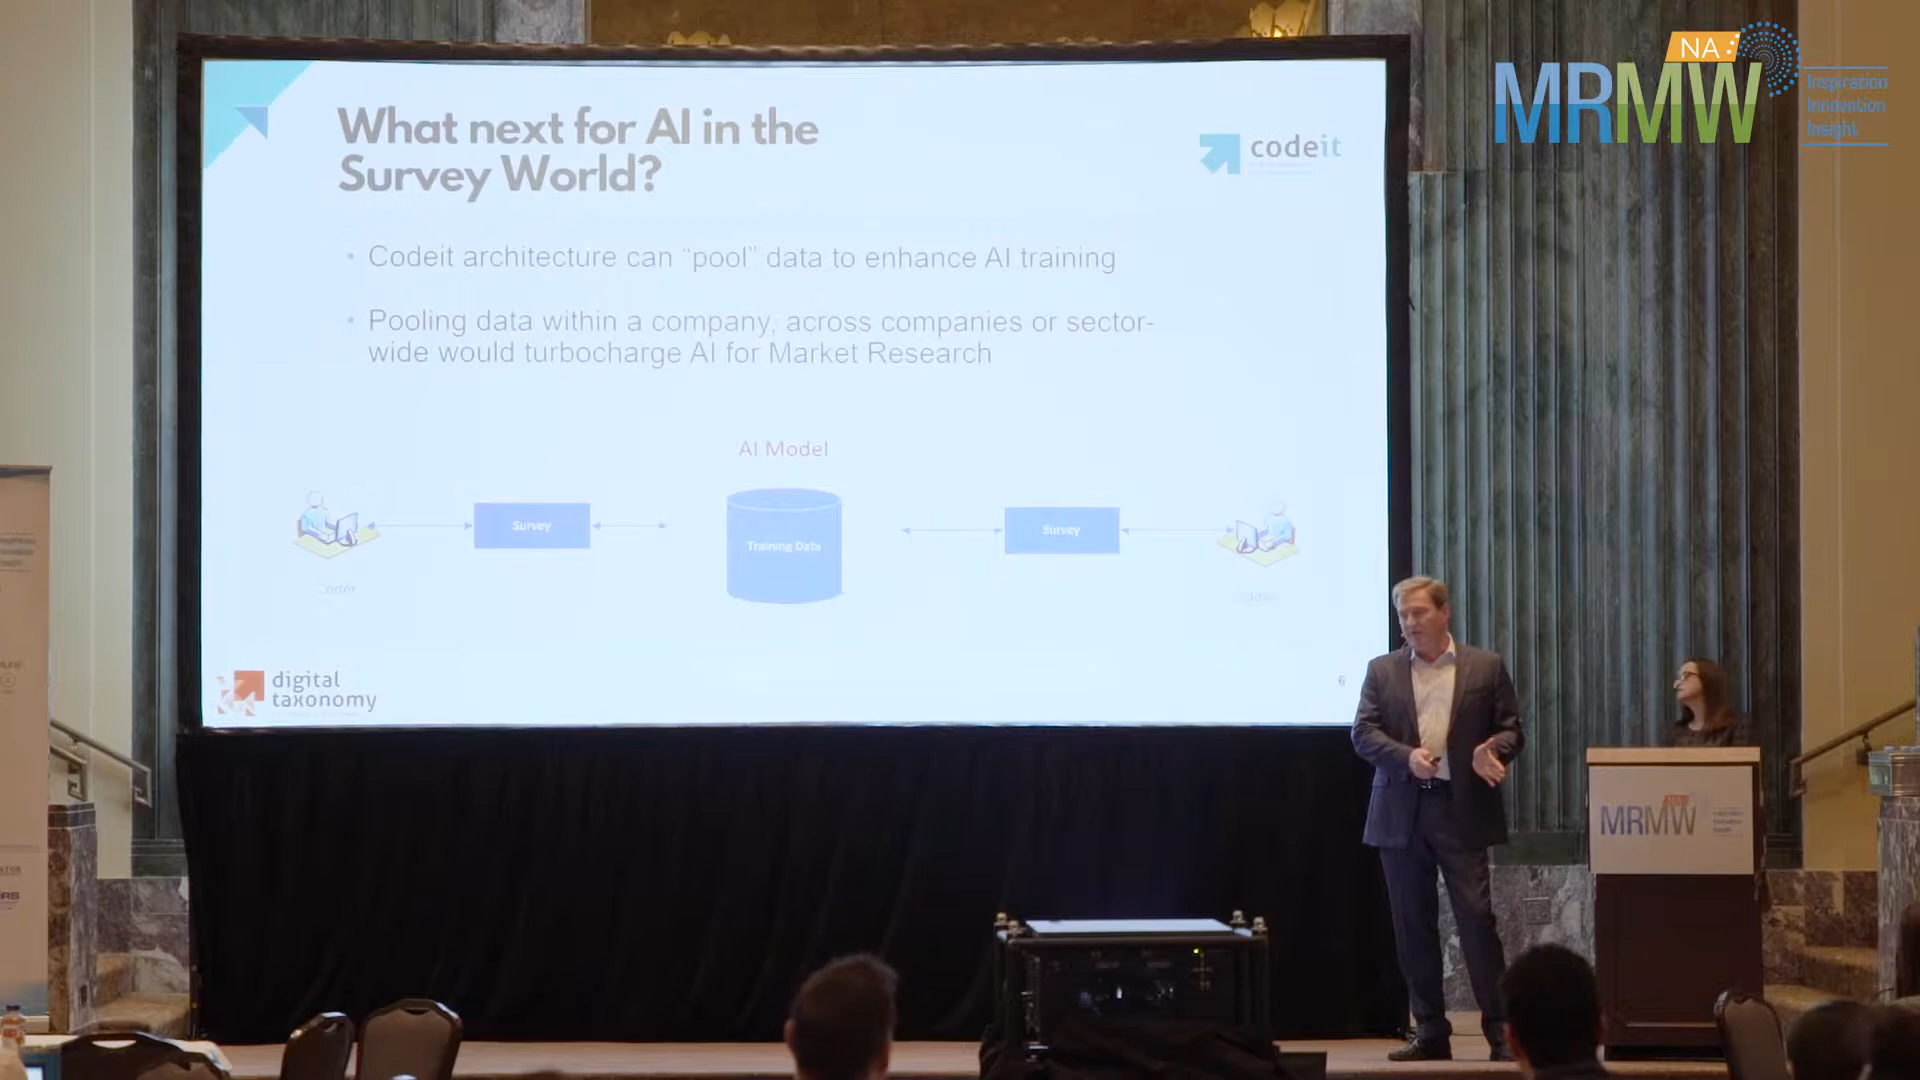 NA
MRMW
Inspiration
Innovation
Insight
What next for AI in the
Survey World?
codeit
• Codeit architecture can “pool” data to enhance AI training
• Pooling data within a company, across companies or sector-
wide would turbocharge AI for Market Research
AI Model
Survey
Training Data
Survey
Coder
digital
taxonomy
6
MRMW